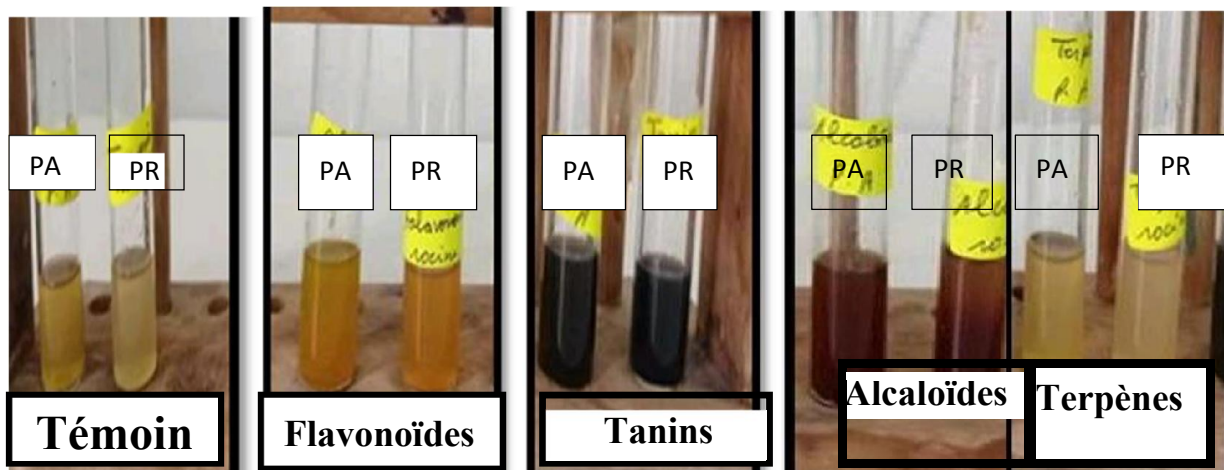 PA
PR
PA
PR
PA
PR
PA
PR
PA
PR
Témoin
Flavonoïdes
Tanins
Alcaloïdes
Terpènes